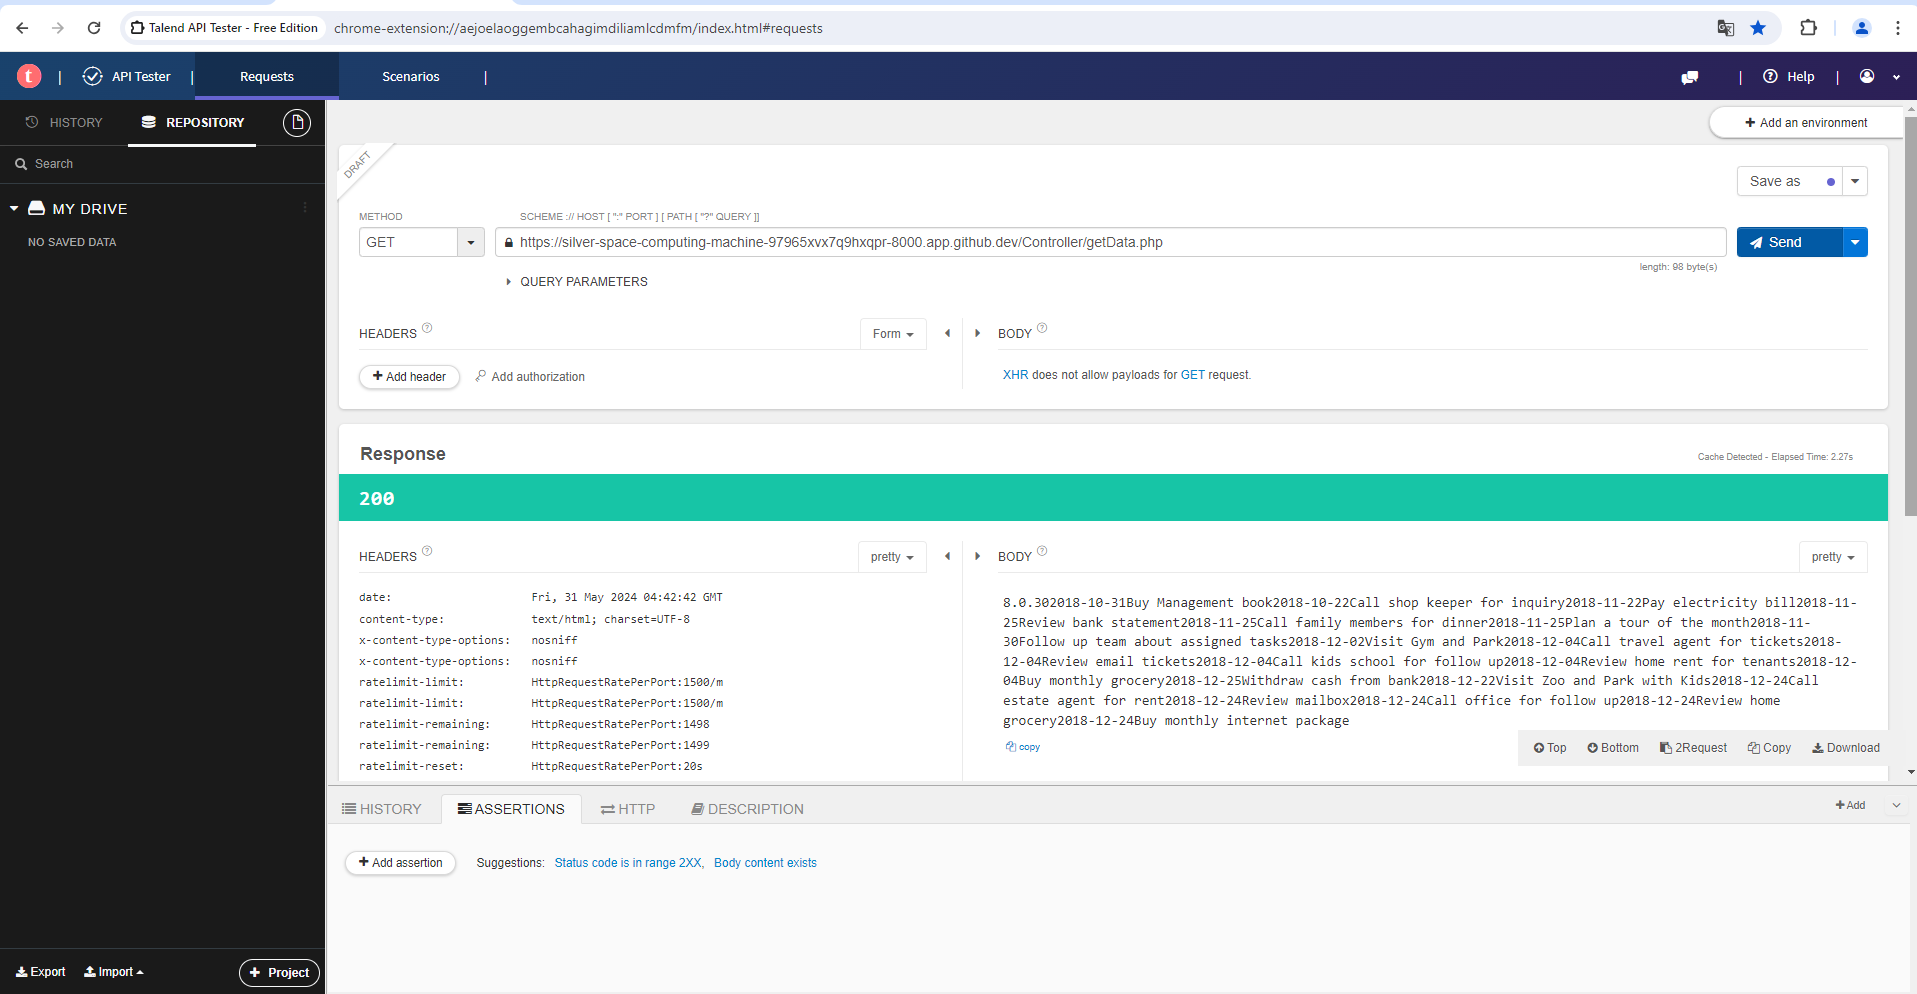 Talend API Tester - Free Edition chrome-extension://aejoelaoggembcahagimdiliamlcdmfm/index.html#requests
t | API Tester | Requests Scenarios | | Help |
HISTORY REPOSITORY
Add an environment
Search
DRAFT
Save as
MY DRIVE
NO SAVED DATA
METHOD SCHEME :// HOST [ ":" PORT ] [ PATH [ "?" QUERY ]]
GET https://silver-space-computing-machine-97965xvx7q9hxqpr-8000.app.github.dev/Controller/getData.php Send
length: 98 byte(s)
QUERY PARAMETERS
HEADERS ? Form BODY ?
Add header Add authorization XHR does not allow payloads for GET request.
Response
Cache Detected - Elapsed Time: 2.27s
200
HEADERS ? pretty BODY ? pretty
date: Fri, 31 May 2024 04:42:42 GMT
content-type: text/html; charset=UTF-8
x-content-type-options: nosniff
x-content-type-options: nosniff
ratelimit-limit: HttpRequestRatePerPort:1500/m
ratelimit-limit: HttpRequestRatePerPort:1500/m
ratelimit-remaining: HttpRequestRatePerPort:1498
ratelimit-remaining: HttpRequestRatePerPort:1499
ratelimit-reset: HttpRequestRatePerPort:20s
8.0.302018-10-31Buy Management book2018-10-22Call shop keeper for inquiry2018-11-22Pay electricity bill2018-11-
25Review bank statement2018-11-25Call family members for dinner2018-11-25Plan a tour of the month2018-11-
30Follow up team about assigned tasks2018-12-02Visit Gym and Park2018-12-04Call travel agent for tickets2018-
12-04Review email tickets2018-12-04Call kids school for follow up2018-12-04Review home rent for tenants2018-12-
04Buy monthly grocery2018-12-25Withdraw cash from bank2018-12-22Visit Zoo and Park with Kids2018-12-24Call
estate agent for rent2018-12-24Review mailbox2018-12-24Call office for follow up2018-12-24Review home
grocery2018-12-24Buy monthly internet package
copy
Top Bottom 2Request Copy Download
HISTORY ASSERTIONS HTTP DESCRIPTION
Add
Add assertion Suggestions: Status code is in range 2XX, Body content exists
Export Import Project